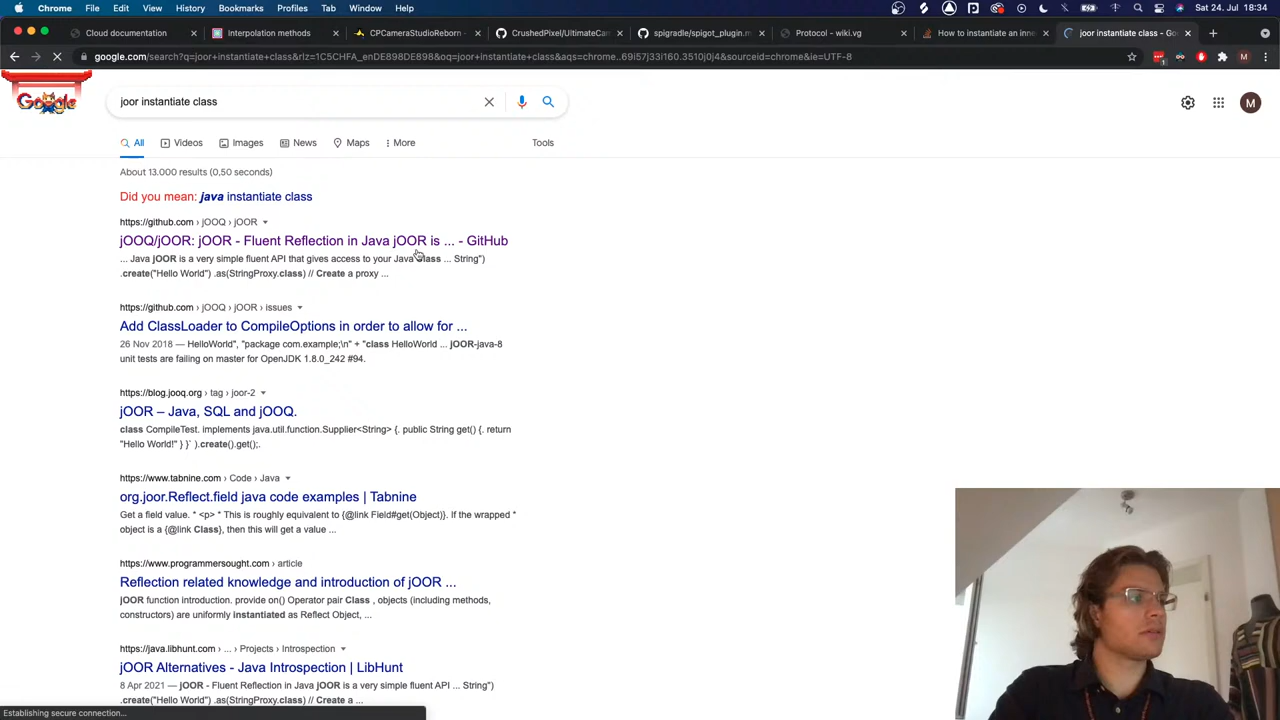 Chrome File Edit View History Bookmarks Profiles Tab Window Help
Sat 24. Jul 18:34
Cloud documentation
Interpolation methods
CPCameraStudioReborn -
CrushedPixel/UltimateCam
spigradle/spigot_plugin.m
Protocol – wiki.vg
How to instantiate an inne
joor instantiate class - Goo
google.com/search?q=joor+instantiate+class&rlz=1C5CHFA_enDE898DE898&oq=joor+instantiate+class&aqs=chrome..69i57j33i160.3510j0j4&sourceid=chrome&ie=UTF-8
1
M
Google
joor instantiate class
M
All Videos Images News Maps More Tools
About 13.000 results (0,50 seconds)
Did you mean: java instantiate class
https://github.com › jOOQ › jOOR
jOOQ/jOOR: jOOR - Fluent Reflection in Java jOOR is ... - GitHub
... Java jOOR is a very simple fluent API that gives access to your Java Class ... String")
.create("Hello World") .as(StringProxy.class) // Create a proxy ...
https://github.com › jOOQ › jOOR › issues
Add ClassLoader to CompileOptions in order to allow for ...
26 Nov 2018 — HelloWorld", "package com.example;\n" + "class HelloWorld ... jOOR-java-8
unit tests are failing on master for OpenJDK 1.8.0_242 #94.
https://blog.jooq.org › tag › joor-2
jOOR – Java, SQL and jOOQ.
class CompileTest. implements java.util.function.Supplier<String> {. public String get() {. return
"Hello World!" } }` ).create().get();.
https://www.tabnine.com › Code › Java
org.joor.Reflect.field java code examples | Tabnine
Get a field value. * <p> * This is roughly equivalent to {@link Field#get(Object)}. If the wrapped *
object is a {@link Class}, then this will get a value ...
https://www.programmersought.com › article
Reflection related knowledge and introduction of jOOR ...
jOOR function introduction. provide on() Operator pair Class , objects (including methods,
constructors) are uniformly instantiated as Reflect Object, ...
https://java.libhunt.com › ... › Projects › Introspection
jOOR Alternatives - Java Introspection | LibHunt
8 Apr 2021 — jOOR - Fluent Reflection in Java jOOR is a very simple fluent API ... String")
.create("Hello World") .as(StringProxy.class) // Create a ...
Establishing secure connection...